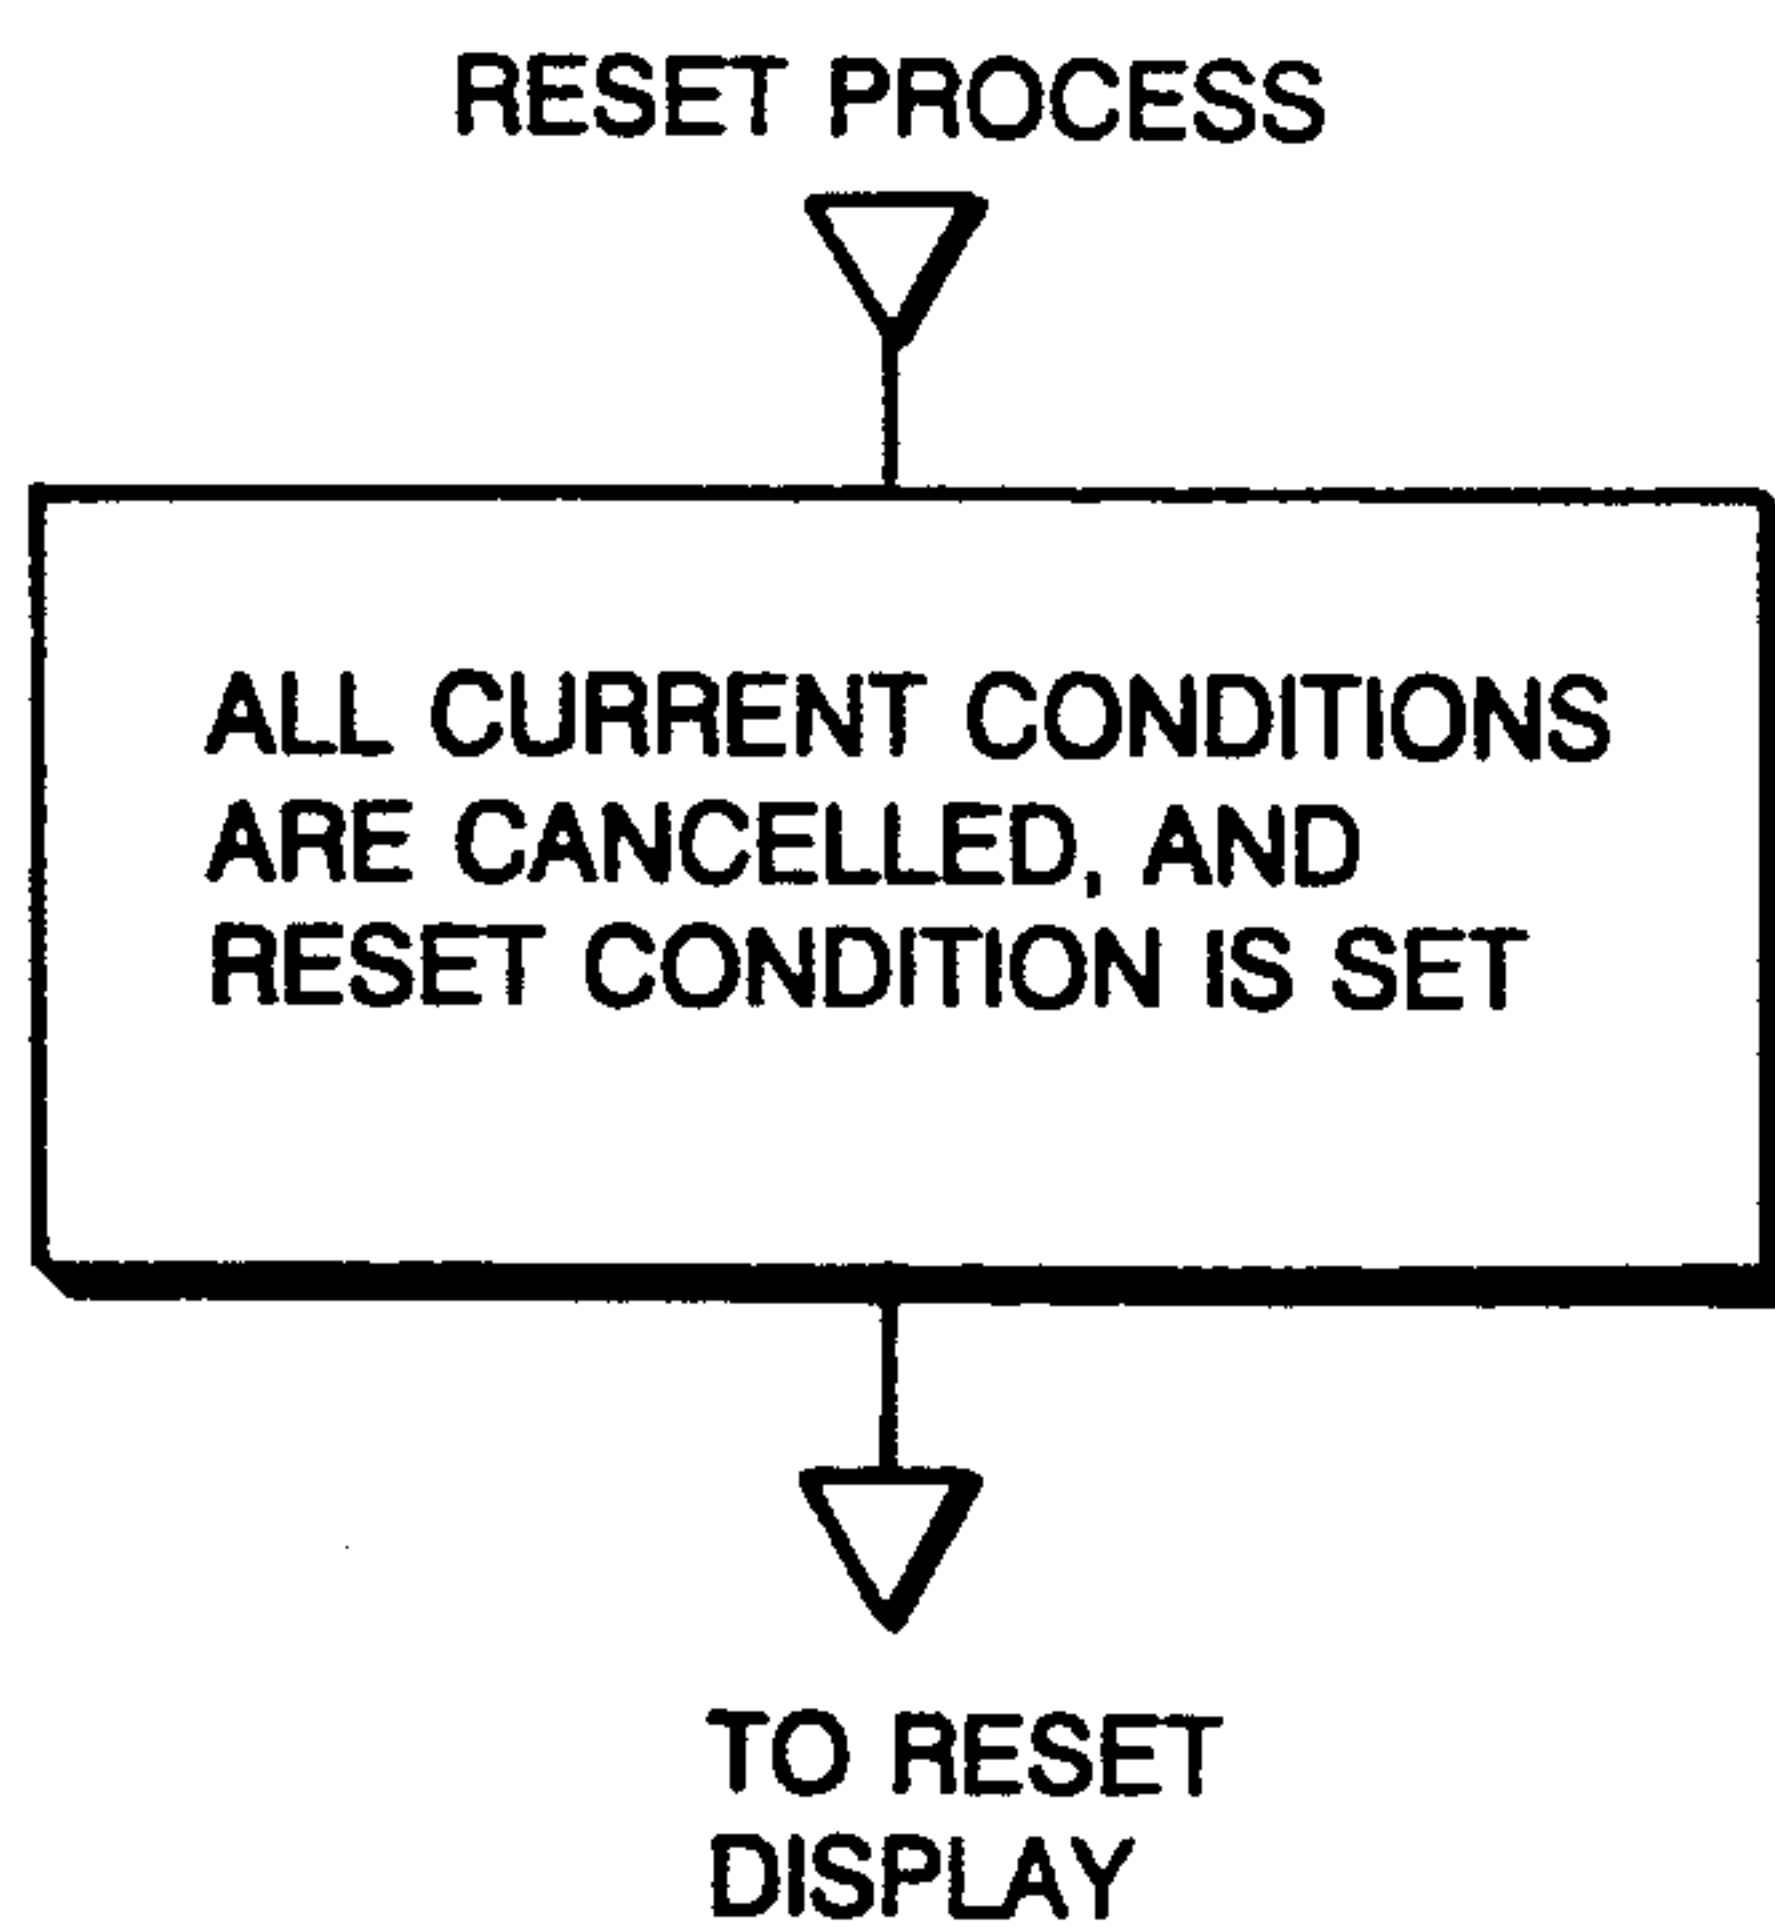 RESET PROCESS
ALL CURRENT CONDITIONS
ARE CANCELLED, AND
RESET CONDITION IS SET
TO RESET
DISPLAY